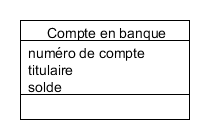 Compte en banque
numéro de compte
titulaire
solde